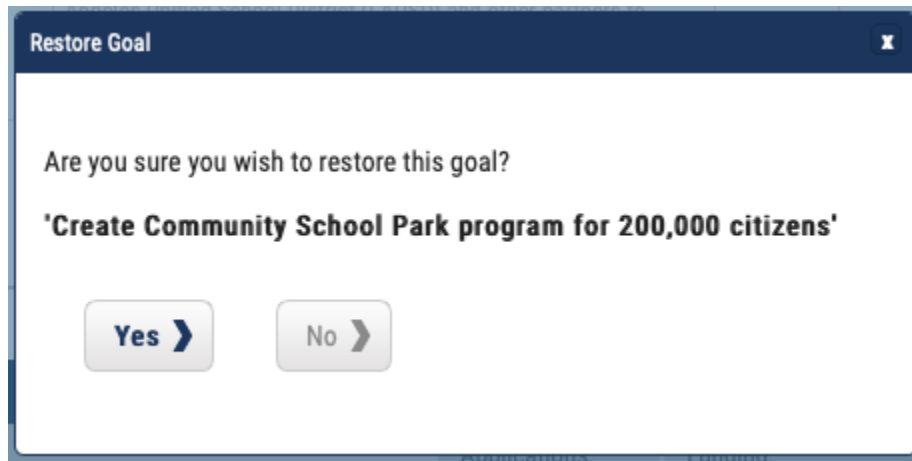 Restore Goal
x
Are you sure you wish to restore this goal?
'Create Community School Park program for 200,000 citizens'
Yes ❯ No ❯